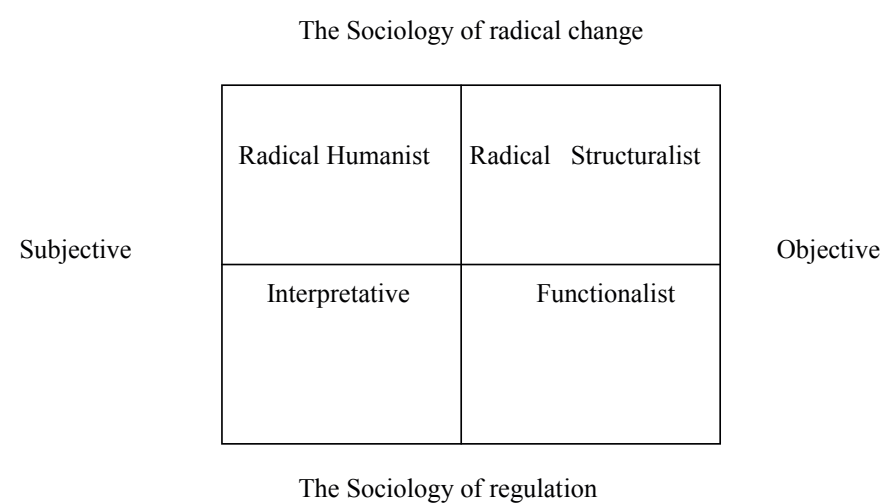 The Sociology of radical change
Radical Humanist
Radical Structuralist
Subjective
Objective
Interpretative
Functionalist
The Sociology of regulation